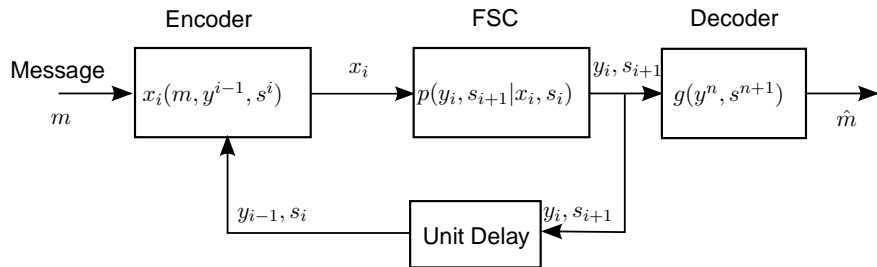 Encoder
FSC
Decoder
Message
m
x_i(m, y^{i-1}, s^i)
x_i
p(y_i, s_{i+1}|x_i, s_i)
y_i, s_{i+1}
g(y^n, s^{n+1})
\hat{m}
y_{i-1}, s_i
Unit Delay
y_i, s_{i+1}